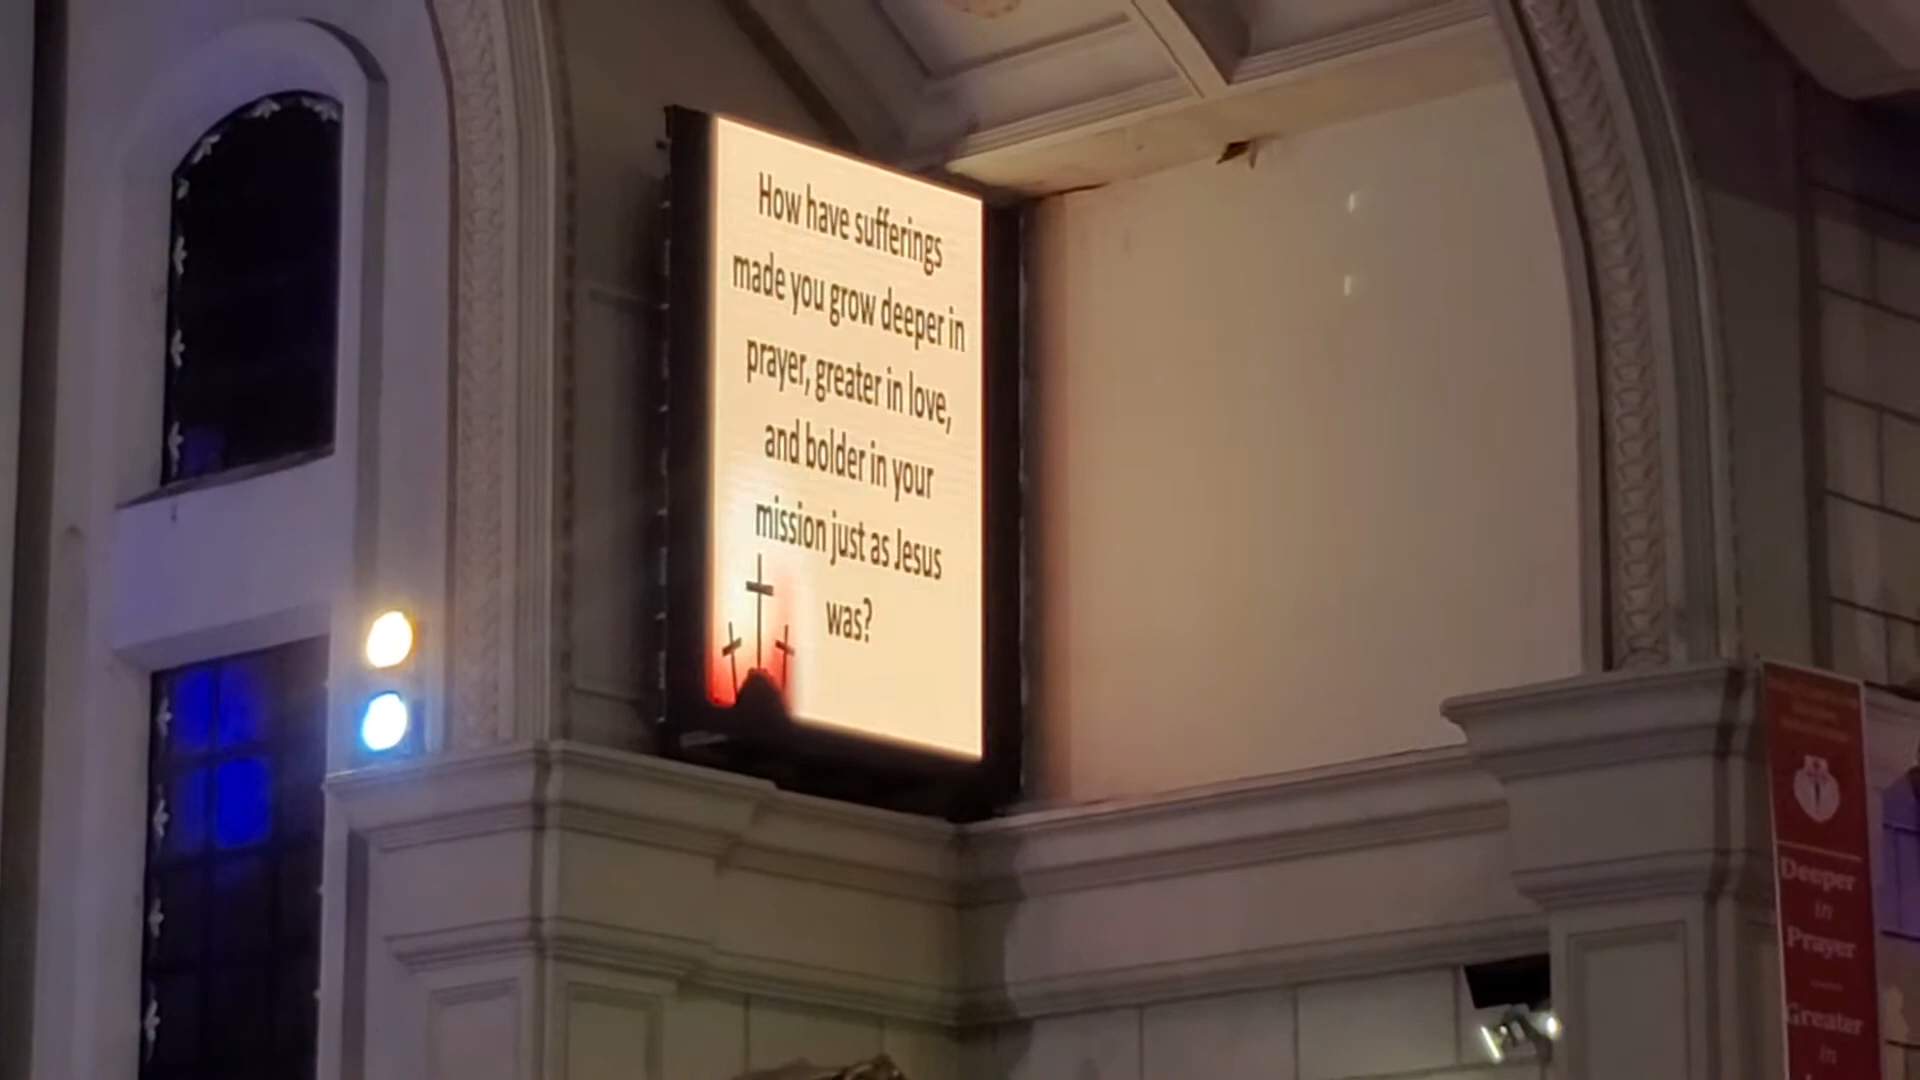 How have sufferings
made you grow deeper in
prayer, greater in love,
and bolder in your
mission just as Jesus
was?
Deeper
in
Prayer
Greater
in